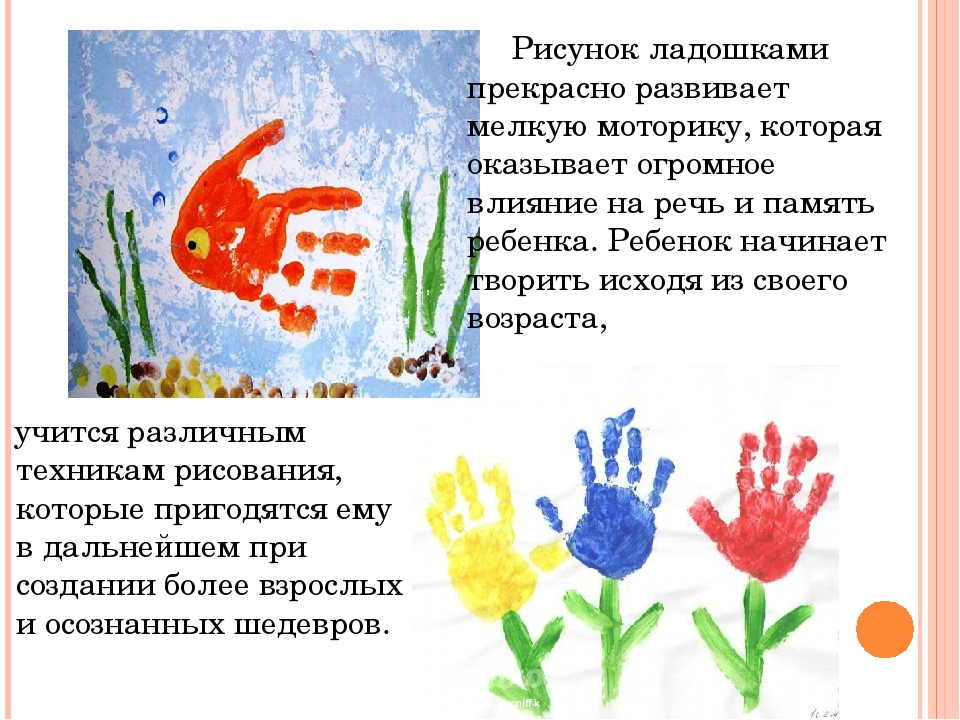 Рисунок ладошками
прекрасно развивает
мелкую моторику, которая
оказывает огромное
влияние на речь и память
ребенка. Ребенок начинает
творить исходя из своего
возраста,
учится различным
техникам рисования,
которые пригодятся ему
в дальнейшем при
создании более взрослых
и осознанных шедевров.